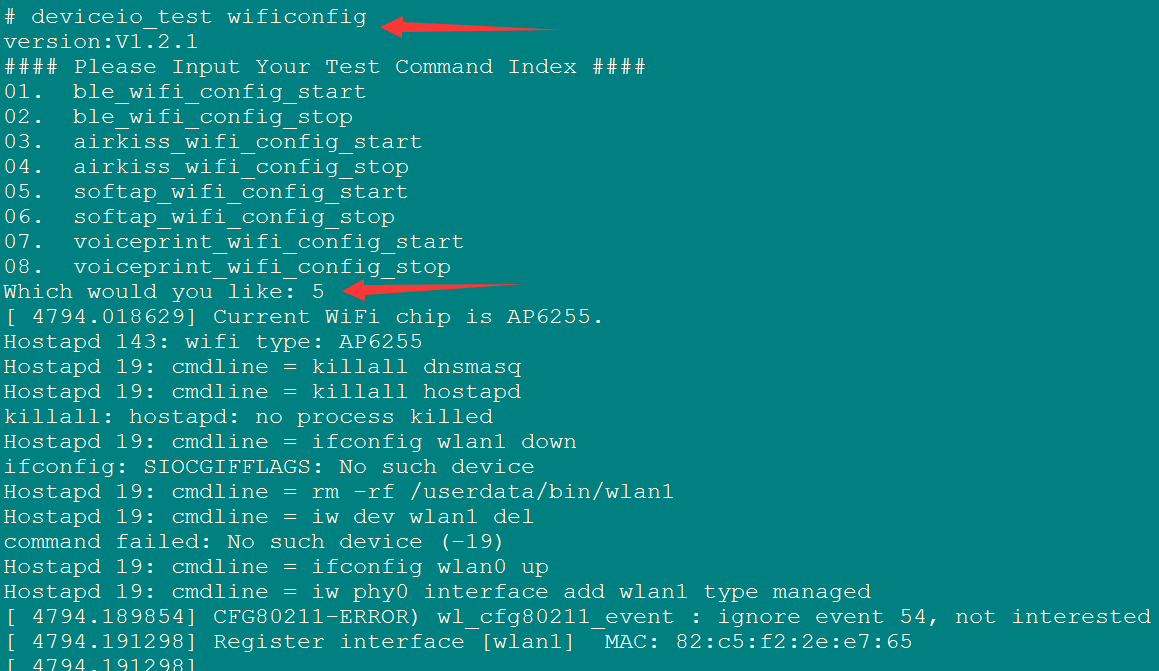 # deviceio_test wificonfig
version:V1.2.1
#### Please Input Your Test Command Index ####
01.  ble_wifi_config_start
02.  ble_wifi_config_stop
03.  airkiss_wifi_config_start
04.  airkiss_wifi_config_stop
05.  softap_wifi_config_start
06.  softap_wifi_config_stop
07.  voiceprint_wifi_config_start
08.  voiceprint_wifi_config_stop
Which would you like: 5
[ 4794.018629] Current WiFi chip is AP6255.
Hostapd 143: wifi type: AP6255
Hostapd 19: cmdline = killall dnsmasq
Hostapd 19: cmdline = killall hostapd
killall: hostapd: no process killed
Hostapd 19: cmdline = ifconfig wlan1 down
ifconfig: SIOCGIFFLAGS: No such device
Hostapd 19: cmdline = rm -rf /userdata/bin/wlan1
Hostapd 19: cmdline = iw dev wlan1 del
command failed: No such device (-19)
Hostapd 19: cmdline = ifconfig wlan0 up
Hostapd 19: cmdline = iw phy0 interface add wlan1 type managed
[ 4794.189854] CFG80211-ERROR) wl_cfg80211_event : ignore event 54, not interested
[ 4794.191298] Register interface [wlan1]  MAC: 82:c5:f2:2e:e7:65
[ 4794.191298]